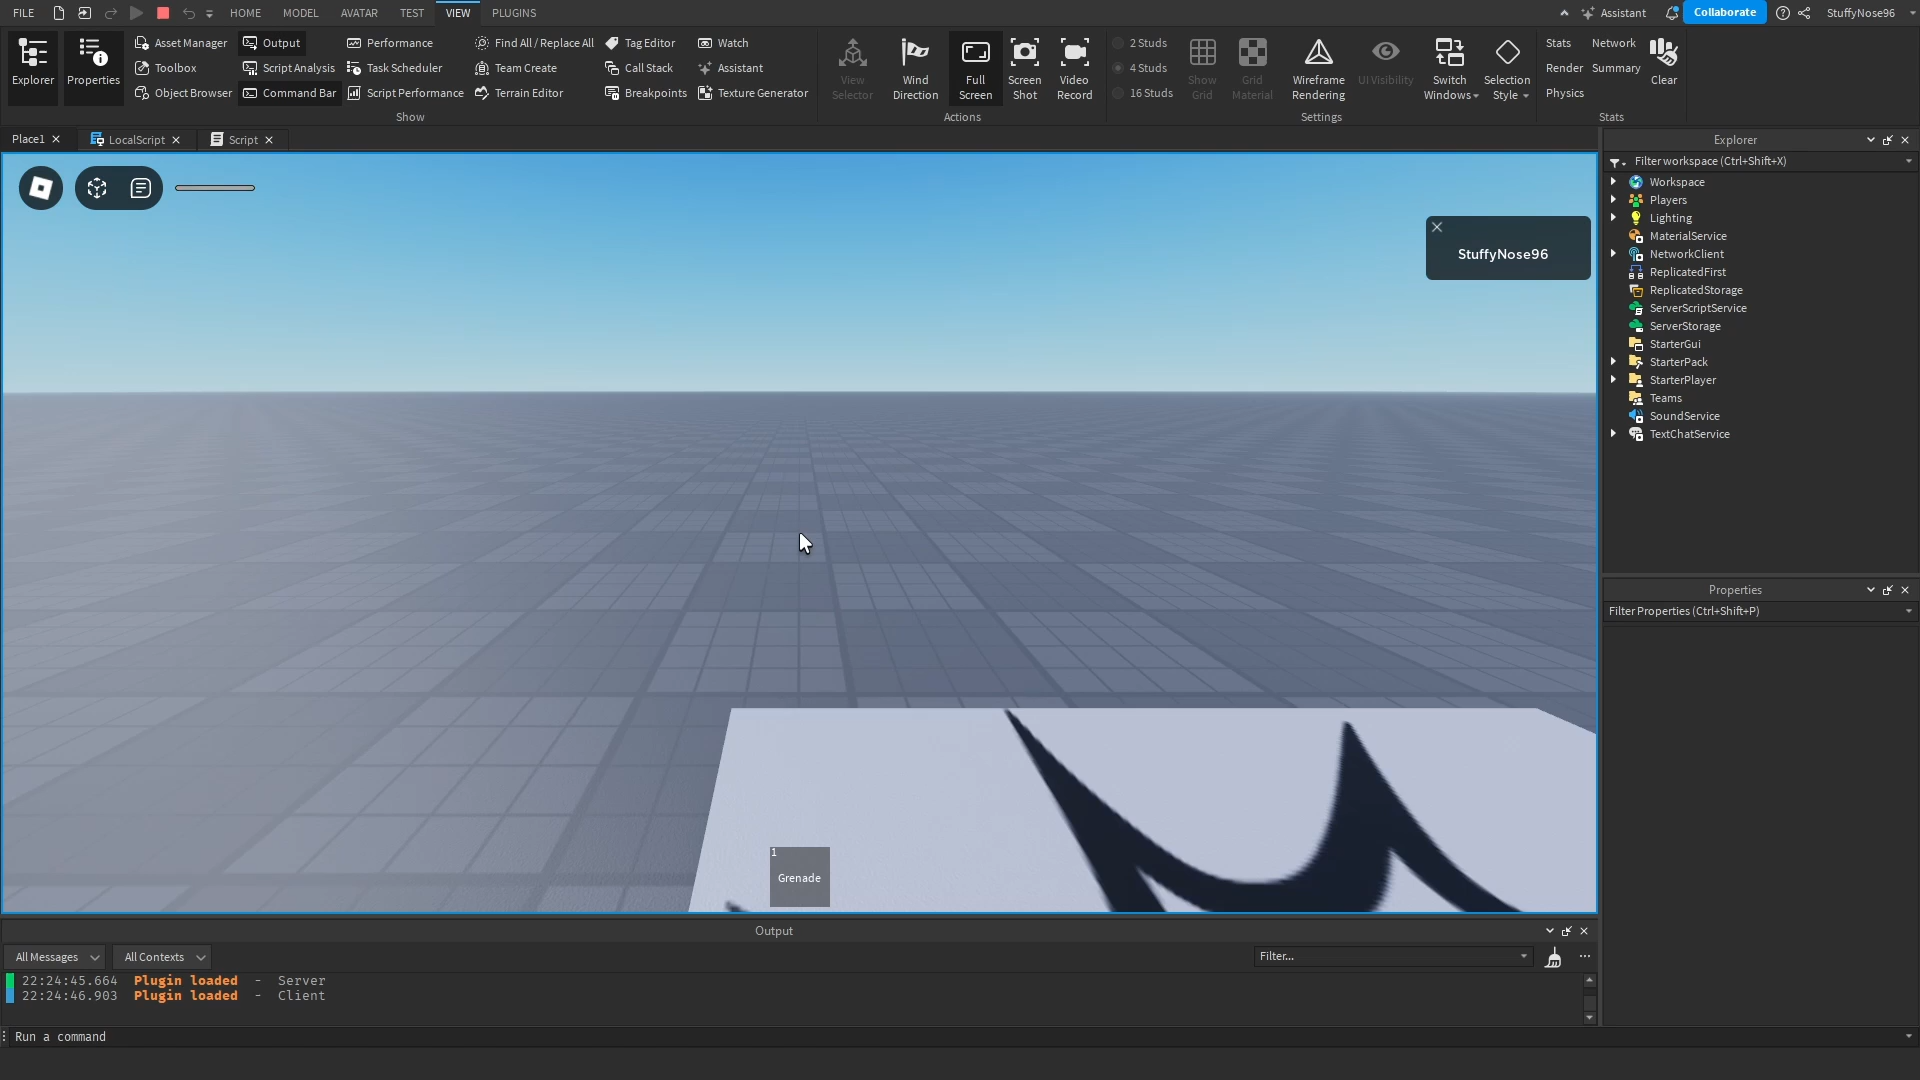 FILE HOME MODEL AVATAR TEST VIEW PLUGINS Assistant Collaborate StuffyNose96
Explorer
Properties
Asset Manager
Toolbox
Object Browser
Output
Script Analysis
Command Bar
Performance
Task Scheduler
Script Performance
Find All / Replace All
Team Create
Terrain Editor
Tag Editor
Call Stack
Breakpoints
Watch
Assistant
Texture Generator
Show
View
Selector
Wind
Direction
Full
Screen
Screen
Shot
Video
Record
Actions
2 Studs
4 Studs
16 Studs
Show
Grid
Grid
Material
Wireframe
Rendering
UI Visibility
Switch
Windows
Selection
Style
Settings
Stats
Render
Physics
Network
Summary
Clear
Stats
Place1 LocalScript Script
StuffyNose96
1
Grenade
Explorer
Filter workspace (Ctrl+Shift+X)
Workspace
Players
Lighting
MaterialService
NetworkClient
ReplicatedFirst
ReplicatedStorage
ServerScriptService
ServerStorage
StarterGui
StarterPack
StarterPlayer
Teams
SoundService
TextChatService
Properties
Filter Properties (Ctrl+Shift+P)
Output
All Messages All Contexts Filter...
22:24:45.664 Plugin loaded - Server
22:24:46.903 Plugin loaded - Client
Run a command